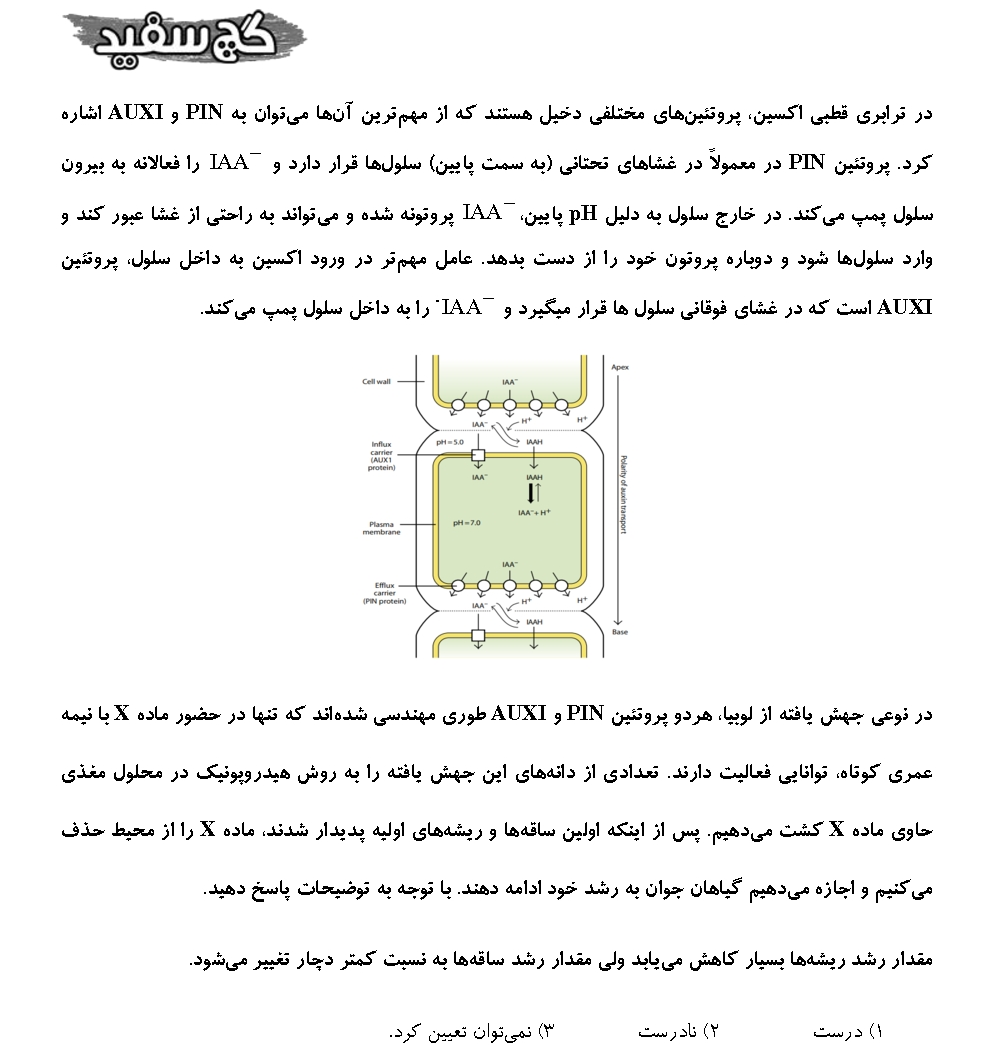 گچ سفید
در ترابری قطبی اکسین، پروتئین‌های مختلفی دخیل هستند که از مهم‌ترین آن‌ها می‌توان به PIN و AUXI اشاره
کرد. پروتئین PIN در معمولاً در غشاهای تحتانی (به سمت پایین) سلول‌ها قرار دارد و IAA⁻ را فعالانه به بیرون
سلول پمپ می‌کند. در خارج سلول به دلیل pH پایین، IAA⁻ پروتونه شده و می‌تواند به راحتی از غشا عبور کند و
وارد سلول‌ها شود و دوباره پروتون خود را از دست بدهد. عامل مهم‌تر در ورود اکسین به داخل سلول، پروتئین
AUXI است که در غشای فوقانی سلول ها قرار میگیرد و IAA⁻ را به داخل سلول پمپ می‌کند.
Apex
Cell wall
IAA⁻
IAA⁻
H⁺
H⁺
pH = 5.0
IAAH
Influx
carrier
(AUX1
protein)
IAA⁻
IAAH
IAA⁻+ H⁺
Polarity of auxin transport
Plasma
membrane
pH = 7.0
IAA⁻
Efflux
carrier
(PIN protein)
IAA⁻
H⁺
H⁺
IAAH
Base
در نوعی جهش یافته از لوبیا، هردو پروتئین PIN و AUXI طوری مهندسی شده‌اند که تنها در حضور ماده X با نیمه
عمری کوتاه، توانایی فعالیت دارند. تعدادی از دانه‌های این جهش یافته را به روش هیدروپونیک در محلول مغذی
حاوی ماده X کشت می‌دهیم. پس از اینکه اولین ساقه‌ها و ریشه‌های اولیه پدیدار شدند، ماده X را از محیط حذف
می‌کنیم و اجازه می‌دهیم گیاهان جوان به رشد خود ادامه دهند. با توجه به توضیحات پاسخ دهید.
مقدار رشد ریشه‌ها بسیار کاهش می‌یابد ولی مقدار رشد ساقه‌ها به نسبت کمتر دچار تغییر می‌شود.
۱) درست ۲) نادرست ۳) نمی‌توان تعیین کرد.